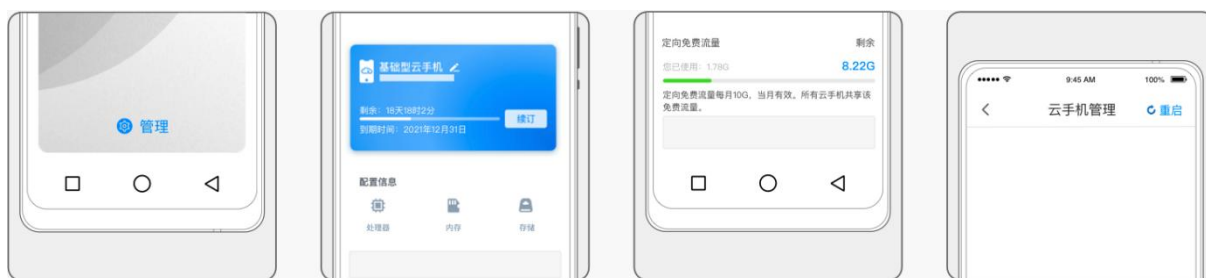 管理
基础型云手机
剩余：16天18时2分
续订
到期时间：2021年12月31日
配置信息
处理器
内存
存储
定向免费流量
剩余
您已使用：1.78G
8.22G
定向免费流量每月10G，当月有效。所有云手机共享该
免费流量。
9:45 AM
100%
云手机管理
重启